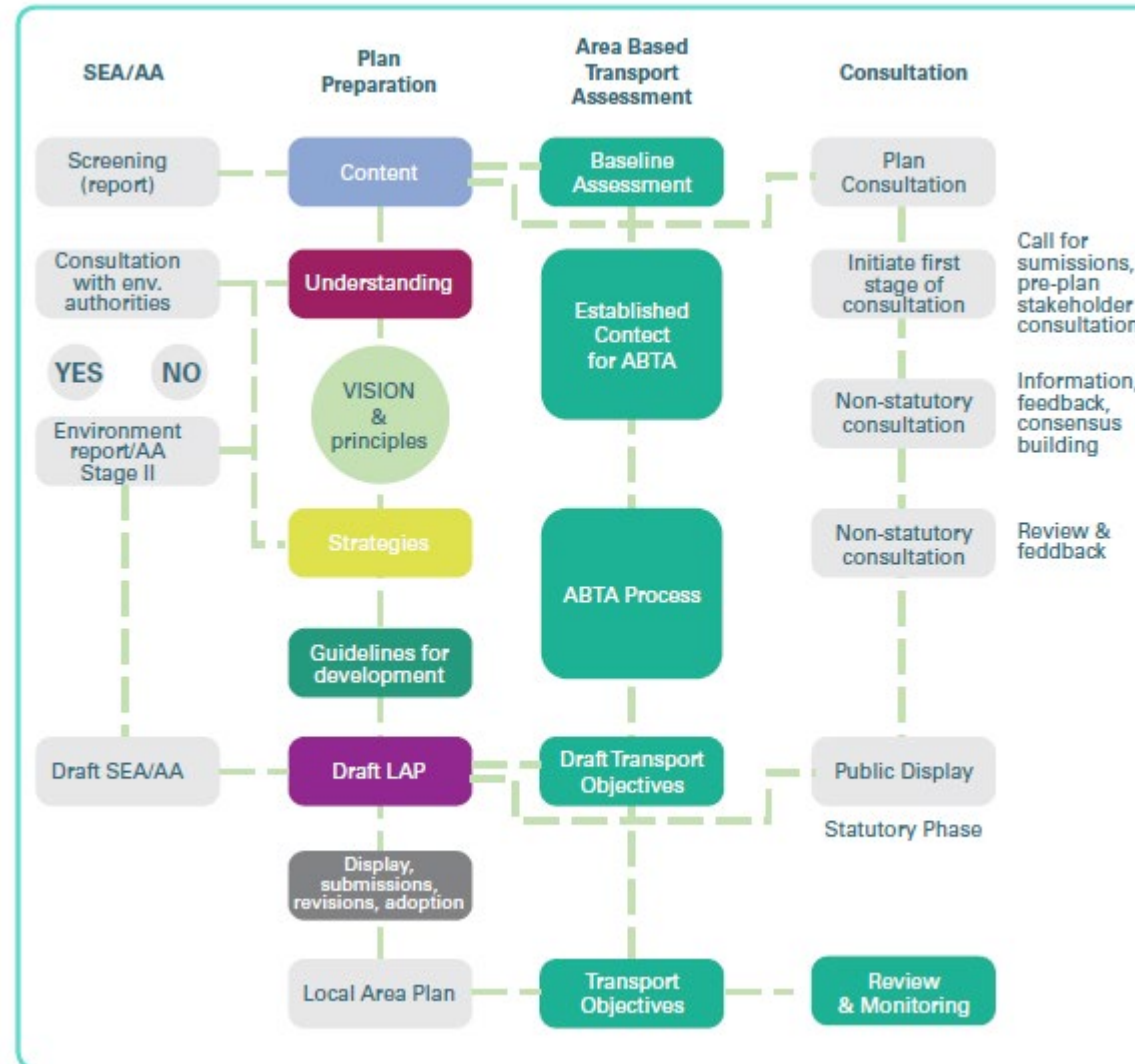 SEA/AA
Plan
Preparation
Area Based
Transport
Assessment
Consultation
Screening
(report)
Content
Baseline
Assessment
Plan
Consultation
Consultation
with env.
authorities
Understanding
Established
Contect
for ABTA
Initiate first
stage of
consultation
Call for
sumissions,
pre-plan
stakeholder
consultation
YES
NO
VISION
&
principles
Non-statutory
consultation
Information,
feedback,
consensus
building
Environment
report/AA
Stage II
Strategies
ABTA Process
Non-statutory
consultation
Review &
feddback
Guidelines for
development
Draft SEA/AA
Draft LAP
Draft Transport
Objectives
Public Display
Statutory Phase
Display,
submissions,
revisions, adoption
Local Area Plan
Transport
Objectives
Review
& Monitoring